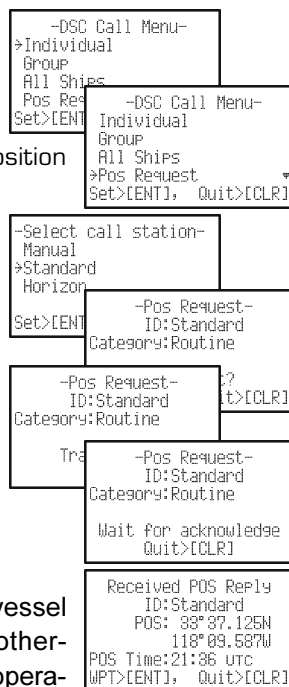 -DSC Call Menu-
→Individual
Group
All Ships
Pos Req
Set>[ENT
-DSC Call Menu-
Individual
Group
All Ships
→Pos Request
Set>[ENT], Quit>[CLR]
osition
-Select call station-
Manual
→Standard
Horizon
Set>[ENT
-Pos Request-
ID:Standard
Category:Routine
t?
it>[CLR]
-Pos Request-
ID:Standard
Category:Routine
Tra
-Pos Request-
ID:Standard
Category:Routine
Wait for acknowledge
Quit>[CLR]
vessel
other-
opera-
Received POS Reply
ID:Standard
POS: 33°37.125N
118°09.587W
POS Time:21:36 UTC
WPT>[ENT], Quit>[CLR]